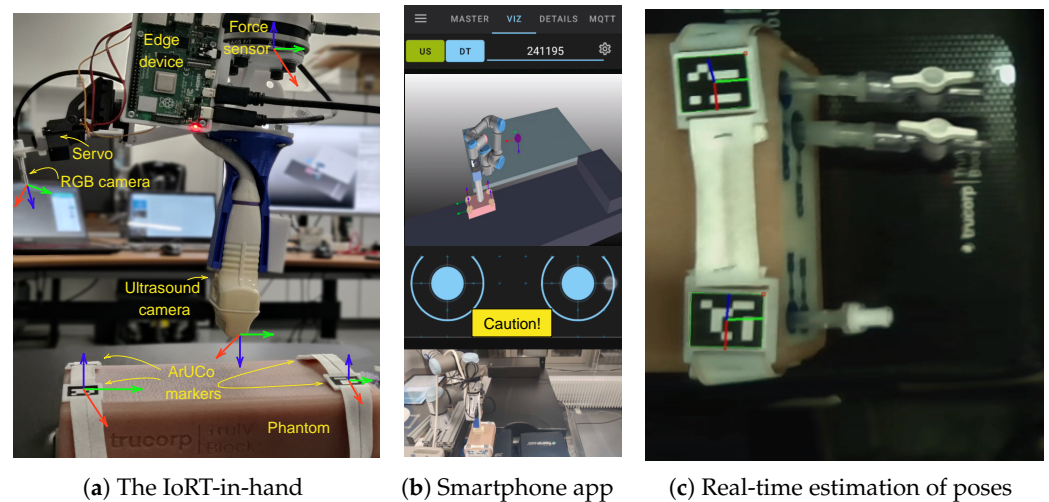 Force
sensor
Edge
device
Servo
RGB camera
Ultrasound
camera
ArUCo
markers
Phantom
trucorp
MASTER VIZ DETAILS MQTT
US DT 241195
Caution!
trucorp
(a) The IoRT-in-hand (b) Smartphone app (c) Real-time estimation of poses